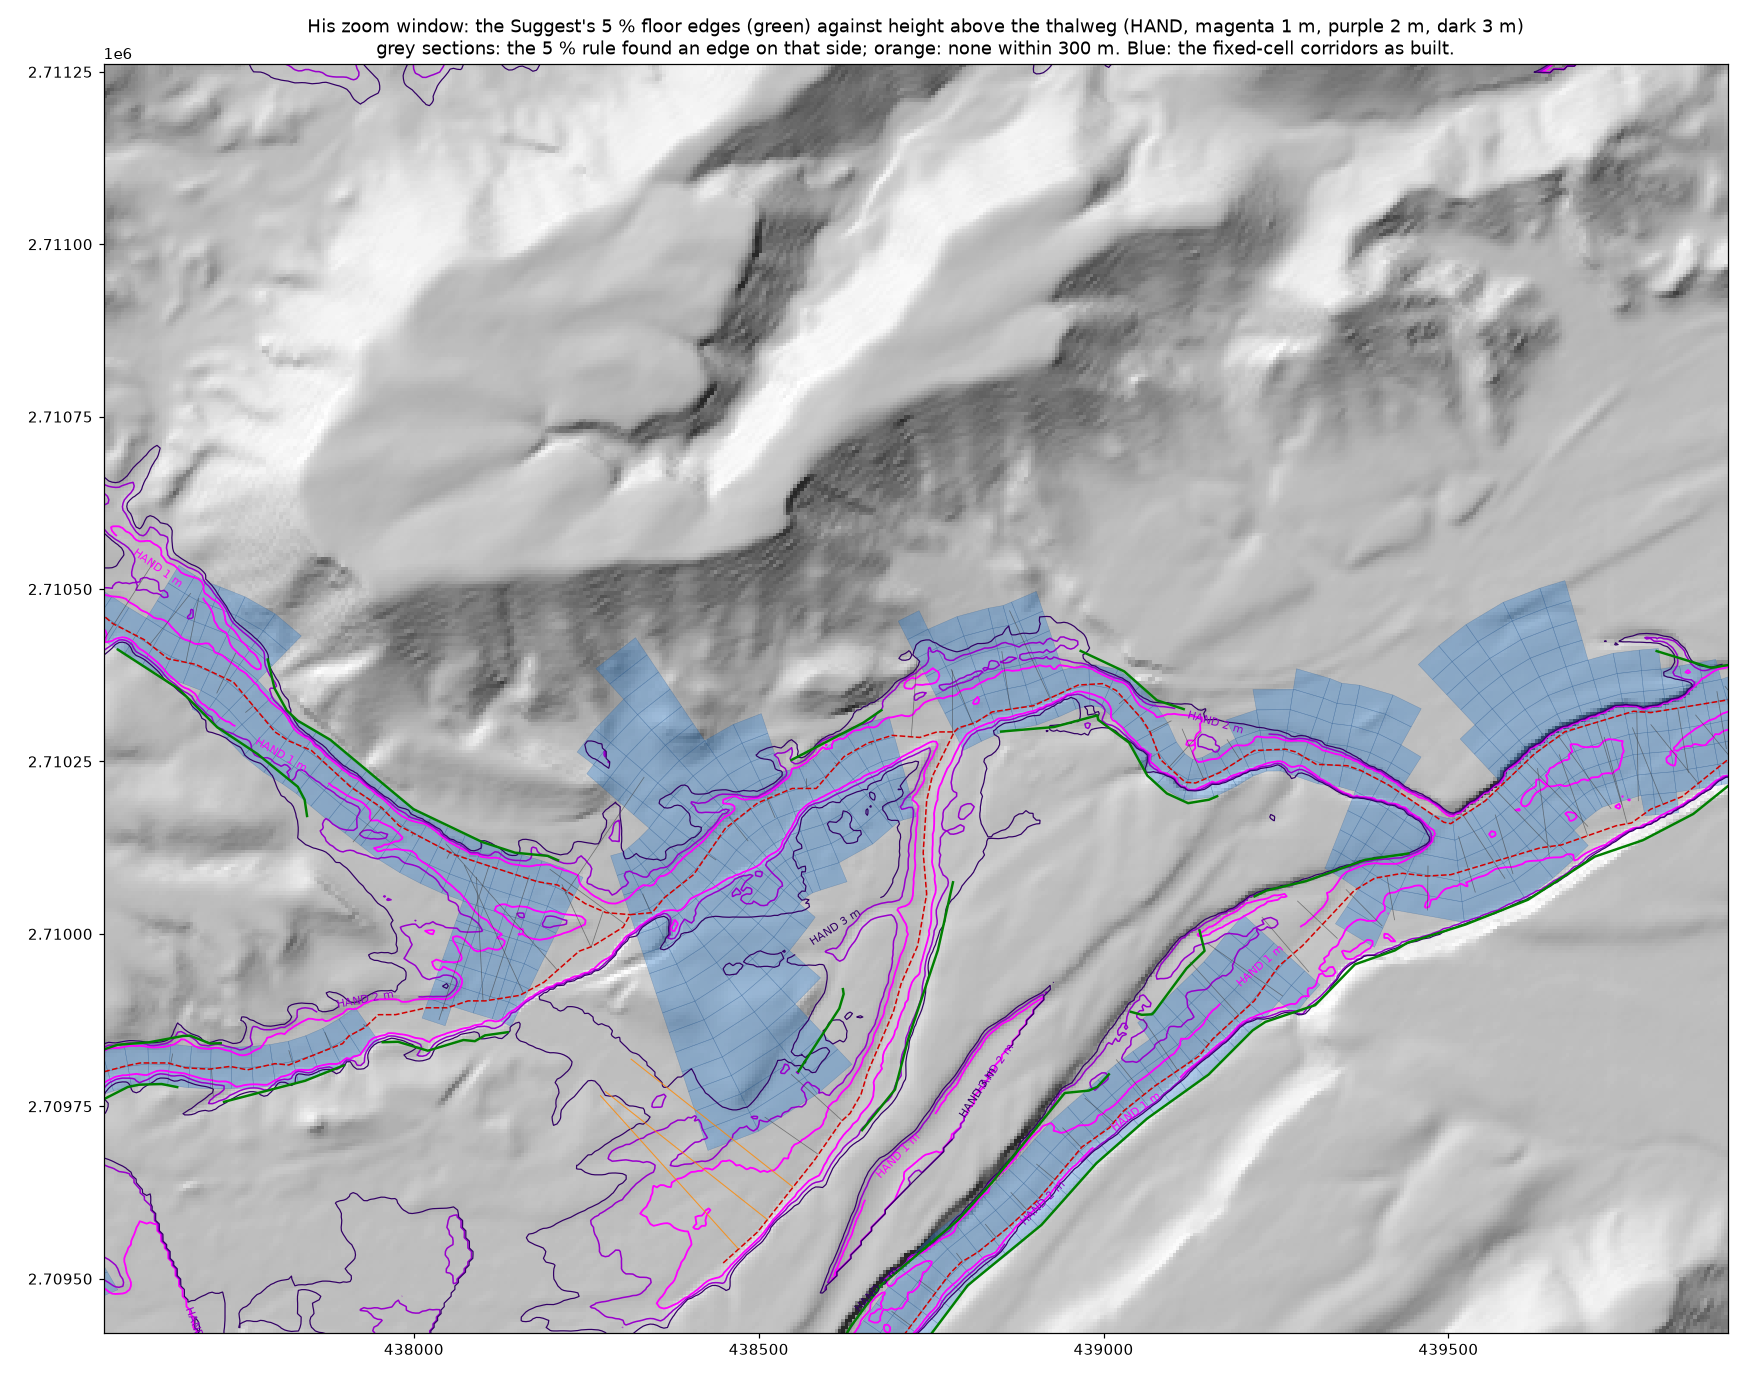 His zoom window: the Suggest's 5 % floor edges (green) against height above the thalweg (HAND, magenta 1 m, purple 2 m, dark 3 m)
grey sections: the 5 % rule found an edge on that side; orange: none within 300 m. Blue: the fixed-cell corridors as built.
1e6
2.71125
2.71100
2.71075
2.71050
HAND 1 m
HAND 2 m
2.71025
HAND 1 m
HAND 3 m
2.71000
HAND 1 m
HAND 2 m
HAND 2 m
HAND 3 m
2.70975
HAND 1 m
HAND 1 m
HAND 2 m
2.70950
438000
438500
439000
439500